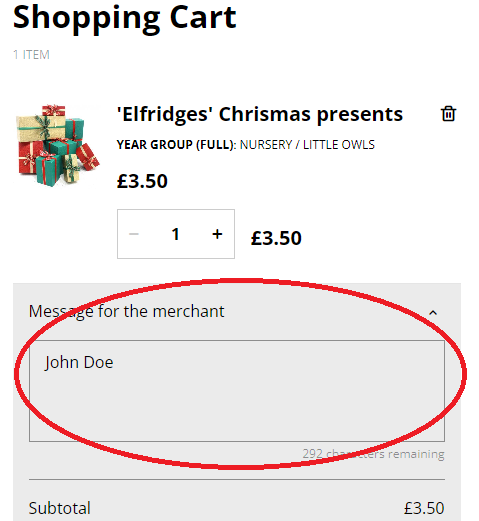 Shopping Cart
1 ITEM
'Elfridges' Chrismas presents
YEAR GROUP (FULL): NURSERY / LITTLE OWLS
£3.50
− 1 + £3.50
Message for the merchant
John Doe
292 characters remaining
Subtotal £3.50